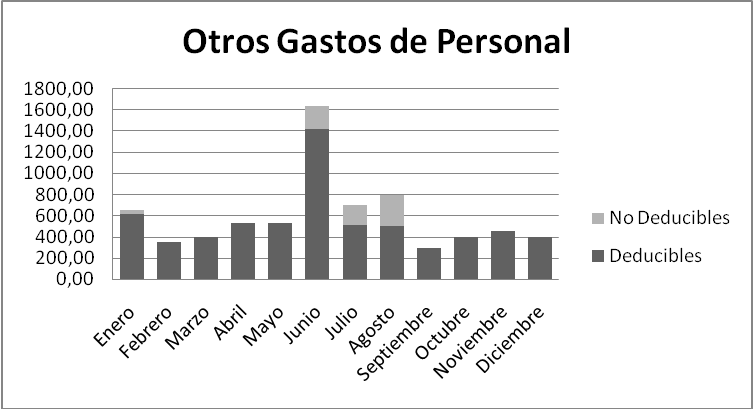 Otros Gastos de Personal
1800,00
1600,00
1400,00
1200,00
1000,00
800,00
600,00
400,00
200,00
0,00
Enero
Febrero
Marzo
Abril
Mayo
Junio
Julio
Agosto
Septiembre
Octubre
Noviembre
Diciembre
No Deducibles
Deducibles